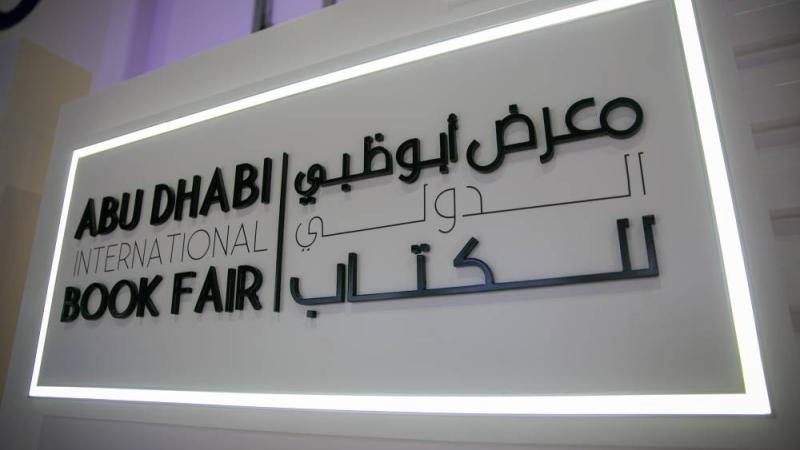 ABU DHABI
INTERNATIONAL
BOOK FAIR
معرض أبوظبي
الدولي
للكتاب